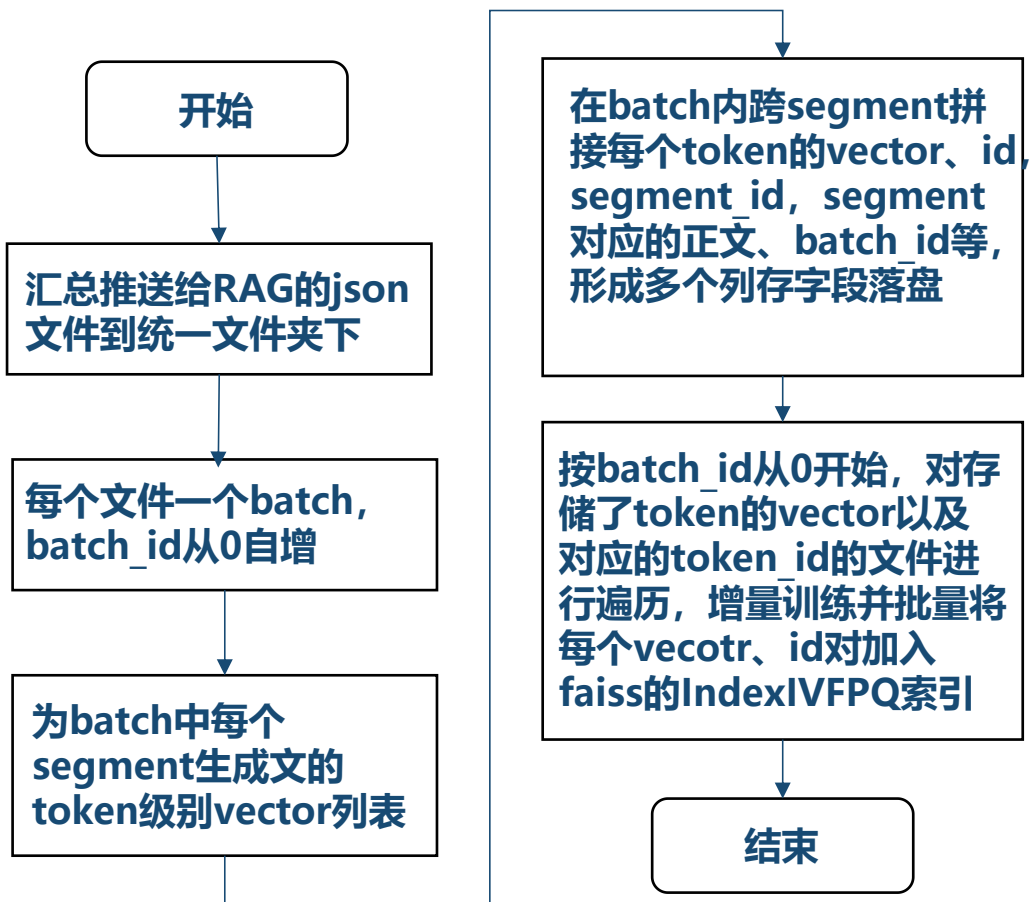 开始
汇总推送给RAG的json
文件到统一文件夹下
每个文件一个batch，
batch_id从0自增
为batch中每个
segment生成文的
token级别vector列表
在batch内跨segment拼
接每个token的vector、id，
segment_id，segment
对应的正文、batch_id等，
形成多个列存字段落盘
按batch_id从0开始，对存
储了token的vector以及
对应的token_id的文件进
行遍历，增量训练并批量将
每个vecotr、id对加入
faiss的IndexIVFPQ索引
结束